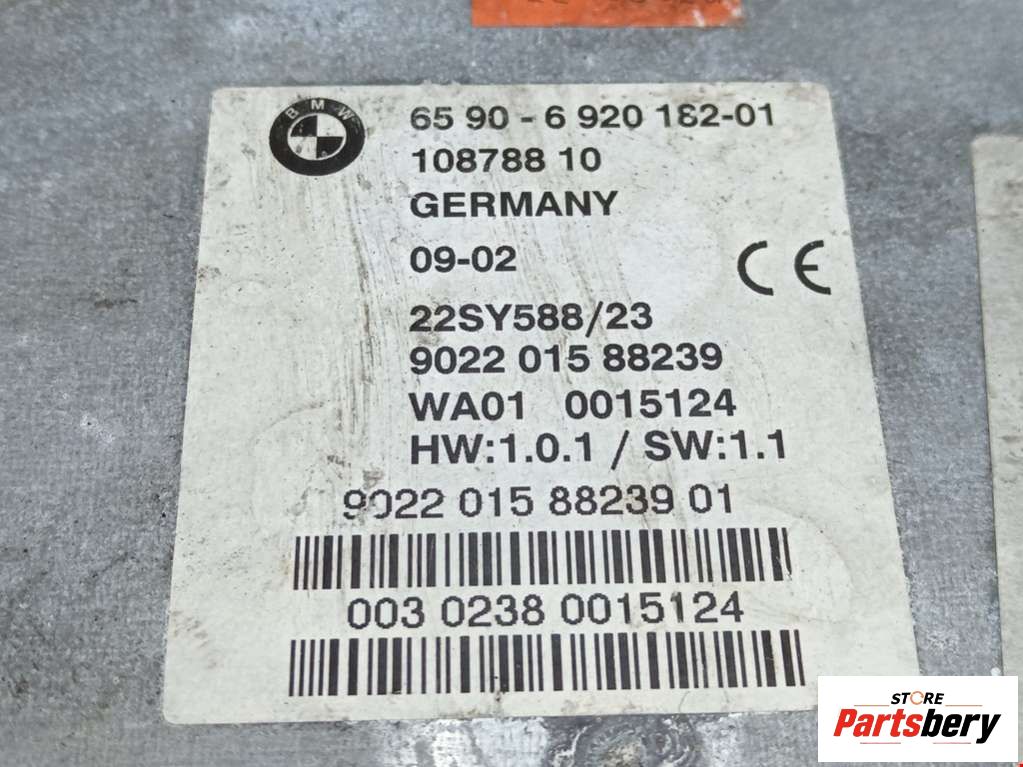 BMW
65 90 - 6 920 182-01
108788 10
GERMANY
09-02
CE
22SY588/23
9022 015 88239
WA01 0015124
HW:1.0.1 / SW:1.1
9022 015 88239 01
003 0238 0015124
STORE
Partsbery